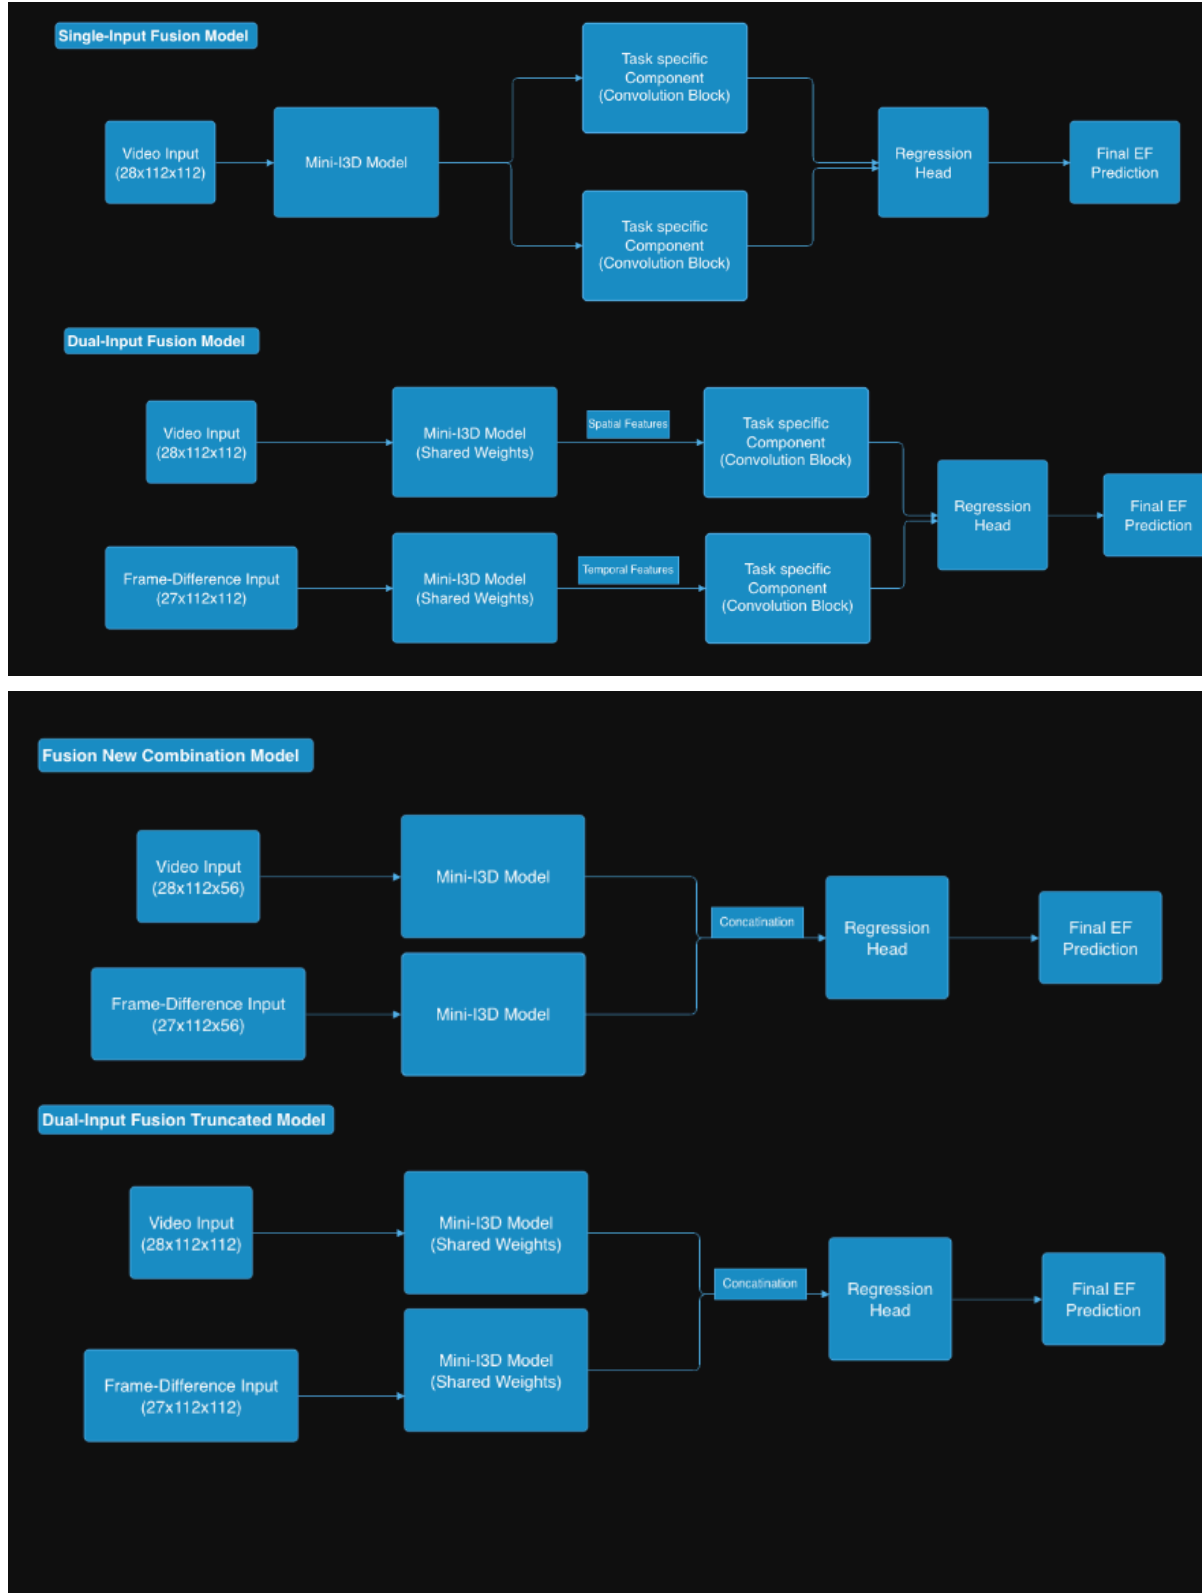 Single-Input Fusion Model
Task specific
Component
(Convolution Block)
Video Input
(28x112x112)
Mini-I3D Model
Regression
Head
Final EF
Prediction
Task specific
Component
(Convolution Block)
Dual-Input Fusion Model
Video Input
(28x112x112)
Mini-I3D Model
(Shared Weights)
Spatial Features
Task specific
Component
(Convolution Block)
Regression
Head
Final EF
Prediction
Frame-Difference Input
(27x112x112)
Mini-I3D Model
(Shared Weights)
Temporal Features
Task specific
Component
(Convolution Block)
Fusion New Combination Model
Video Input
(28x112x56)
Mini-I3D Model
Concatination
Regression
Head
Final EF
Prediction
Frame-Difference Input
(27x112x56)
Mini-I3D Model
Dual-Input Fusion Truncated Model
Video Input
(28x112x112)
Mini-I3D Model
(Shared Weights)
Concatination
Regression
Head
Final EF
Prediction
Frame-Difference Input
(27x112x112)
Mini-I3D Model
(Shared Weights)